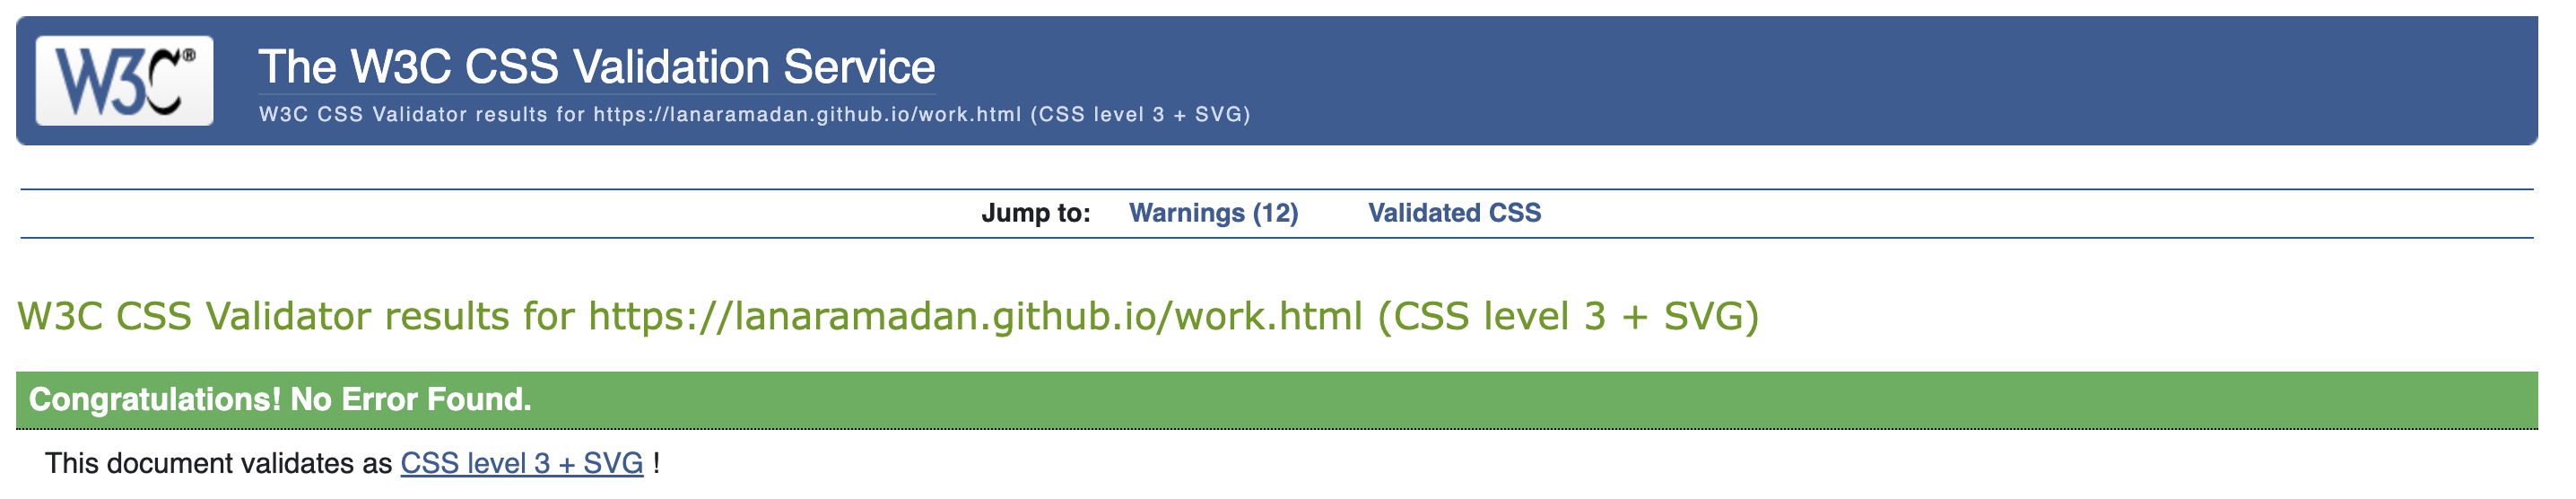 W3C®
The W3C CSS Validation Service
W3C CSS Validator results for https://lanaramadan.github.io/work.html (CSS level 3 + SVG)
Jump to: Warnings (12) Validated CSS
W3C CSS Validator results for https://lanaramadan.github.io/work.html (CSS level 3 + SVG)
Congratulations! No Error Found.
This document validates as CSS level 3 + SVG !